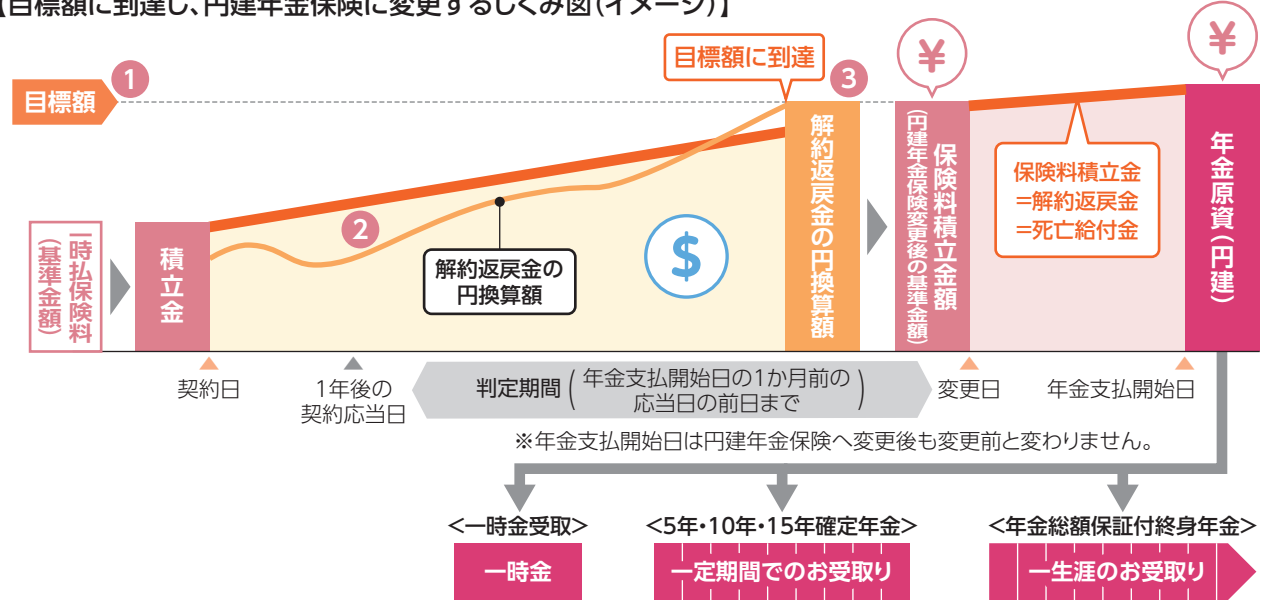 【目標額に到達し、円建年金保険に変更するしくみ図(イメージ)】
目標額
1
目標額に到達
3
¥
¥
一時払保険料
(基準金額)
積立金
2
解約返戻金の
円換算額
$
解約返戻金の円換算額
保険料積立金額
(円建年金保険変更後の基準金額)
保険料積立金
=解約返戻金
=死亡給付金
年金原資(円建)
契約日
1年後の
契約応当日
判定期間(年金支払開始日の1か月前の
応当日の前日まで)
変更日
年金支払開始日
※年金支払開始日は円建年金保険へ変更後も変更前と変わりません。
<一時金受取>
<5年・10年・15年確定年金>
<年金総額保証付終身年金>
一時金
一定期間でのお受取り
一生涯のお受取り